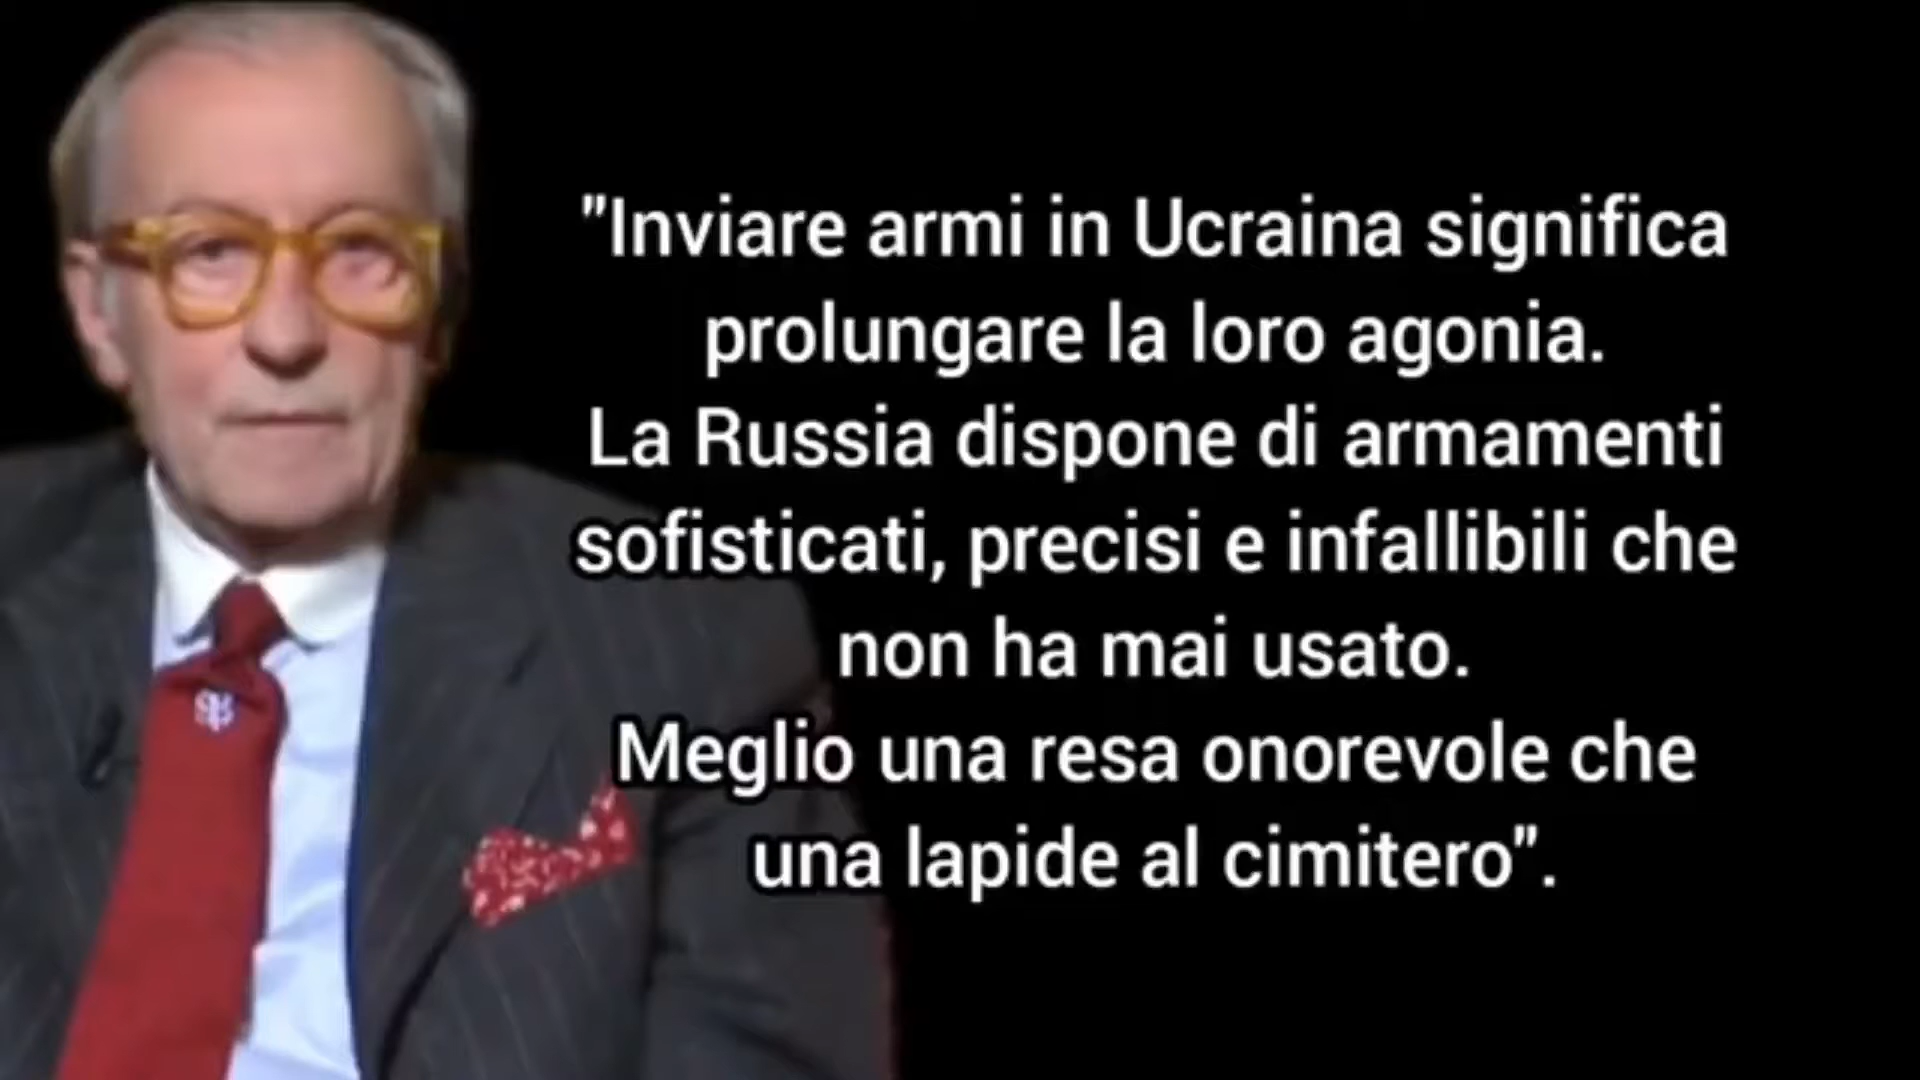 "Inviare armi in Ucraina significa
prolungare la loro agonia.
La Russia dispone di armamenti
sofisticati, precisi e infallibili che
non ha mai usato.
Meglio una resa onorevole che
una lapide al cimitero".